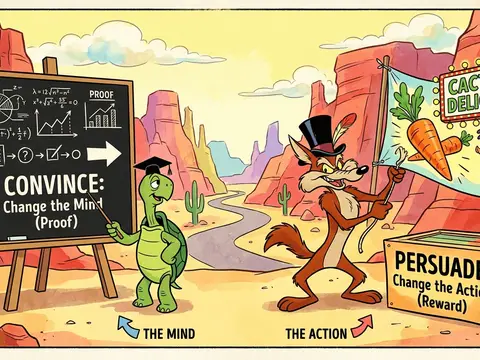 PROOF
CONVINCE:
Change the Mind
(Proof)
CACT
DELIC
PERSUADE
Change the Actio
(Reward)
THE MIND
THE ACTION